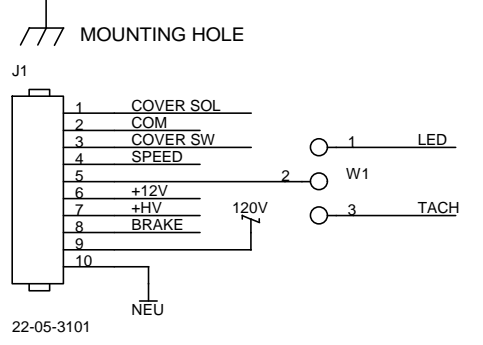 MOUNTING HOLE
J1
1 COVER SOL
2 COM
3 COVER SW
4 SPEED
5
6 +12V
7 +HV
8 BRAKE
9
10
120V
NEU
1 LED
2 W1
3 TACH
22-05-3101